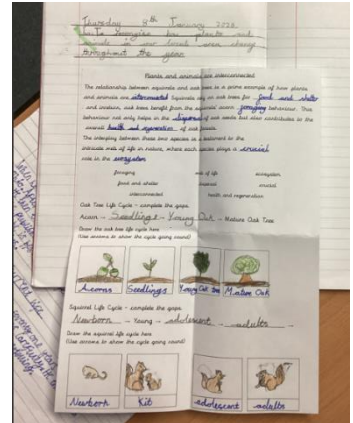 Thursday 8th January
L.I: To recognise how plants and
animals in our local area change
throughout the year
Plants and animals are interconnected
The relationship between squirrels and oak trees is a prime example of how plants
and animals are interconnected. Squirrels rely on oak trees for food and shelter
and oak trees benefit from the squirrels' acorn foraging behaviour. This
behaviour not only helps in the dispersal of oak seeds but also contributes to the
overall health and regeneration of oak forests.
The interplay between these two species is a testament to the
intricate web of life in nature, where each species plays a crucial
role in the ecosystem
foraging web of life ecosystem
food and shelter dispersal crucial
interconnected health and regeneration
Oak Tree Life Cycle - complete the gaps.
Acorn - Seedlings - Young Oak - Mature Oak Tree
Draw the oak tree life cycle here
(Use arrows to show the cycle going round)
Acorns Seedlings Young Oak tree Mature Oak
Squirrel Life Cycle - complete the gaps.
Newborn - Young - adolescent - adults
Draw the squirrel life cycle here
(Use arrows to show the cycle going round)
Newborn Kit adolescent adults